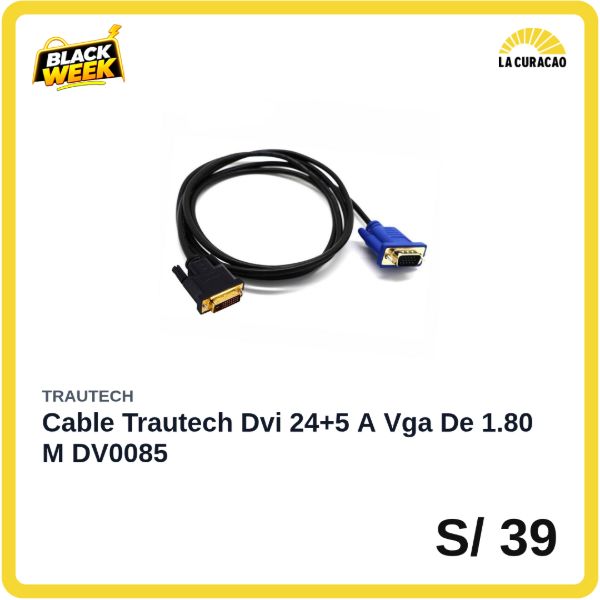 BLACK
WEEK
LA CURACAO
TRAUTECH
Cable Trautech Dvi 24+5 A Vga De 1.80
M DV0085
S/ 39